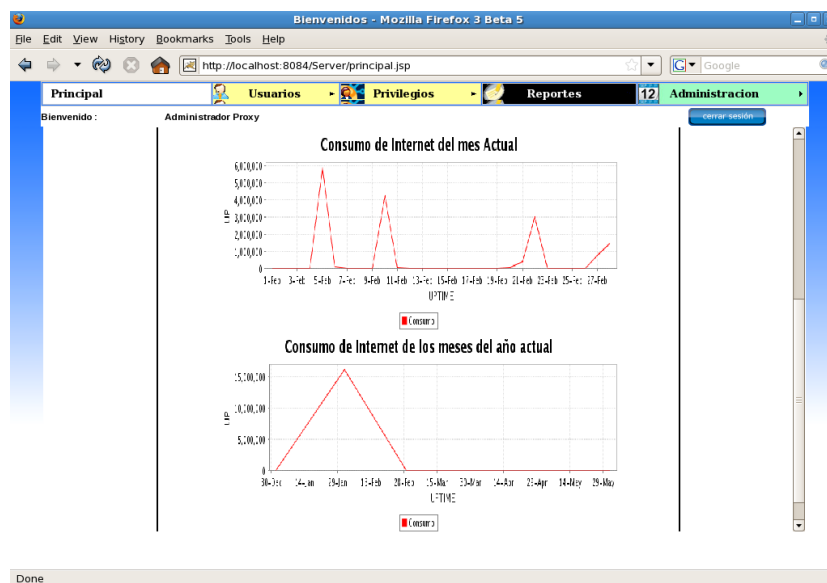 Bienvenidos - Mozilla Firefox 3 Beta 5
File Edit View History Bookmarks Tools Help
http://localhost:8084/Server/principal.jsp
G Google
Principal Usuarios Privilegios Reportes 12 Administracion
Bienvenido : Administrador Proxy cerrar sesión
Consumo de Internet del mes Actual
6,000,000
5,000,000
4,000,000
3,000,000
2,000,000
1,000,000
0
1-Feb 3-Feb 5-Feb 7-Feb 9-Feb 11-Feb 13-Feb 15-Feb 17-Feb 19-Feb 21-Feb 23-Feb 25-Feb 27-Feb
UPTIME
Consumo
Consumo de Internet de los meses del año actual
15,000,000
10,000,000
5,000,000
0
30-Dec 14-Jan 29-Jan 13-Feb 28-Feb 15-Mar 30-Mar 14-Apr 29-Apr 14-May 29-May
UPTIME
Consumo
Done